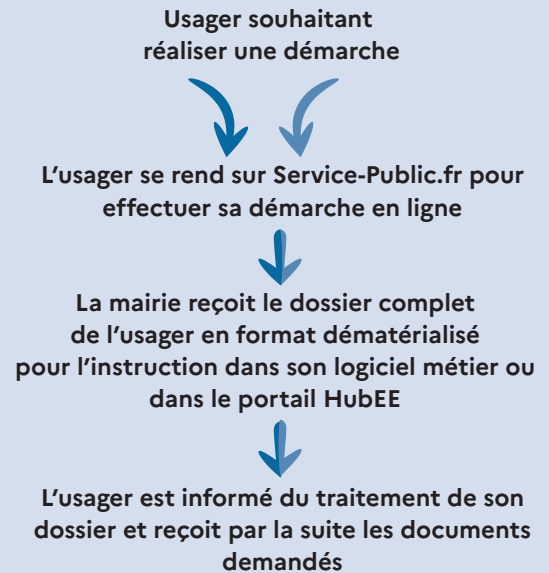 Usager souhaitant
réaliser une démarche
L’usager se rend sur Service-Public.fr pour
effectuer sa démarche en ligne
La mairie reçoit le dossier complet
de l’usager en format dématérialisé
pour l’instruction dans son logiciel métier ou
dans le portail HubEE
L’usager est informé du traitement de son
dossier et reçoit par la suite les documents
demandés